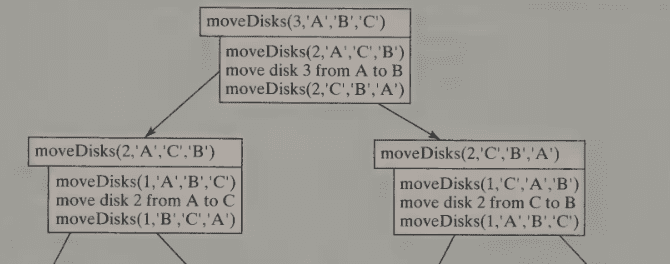 moveDisks(3,'A','B','C')
moveDisks(2,'A','C','B')
move disk 3 from A to B
moveDisks(2,'C','B','A')
moveDisks(2,'A','C','B')
moveDisks(1,'A','B','C')
move disk 2 from A to C
moveDisks(1,'B','C','A')
moveDisks(2,'C','B','A')
moveDisks(1,'C','A','B')
move disk 2 from C to B
moveDisks(1,'A','B','C')